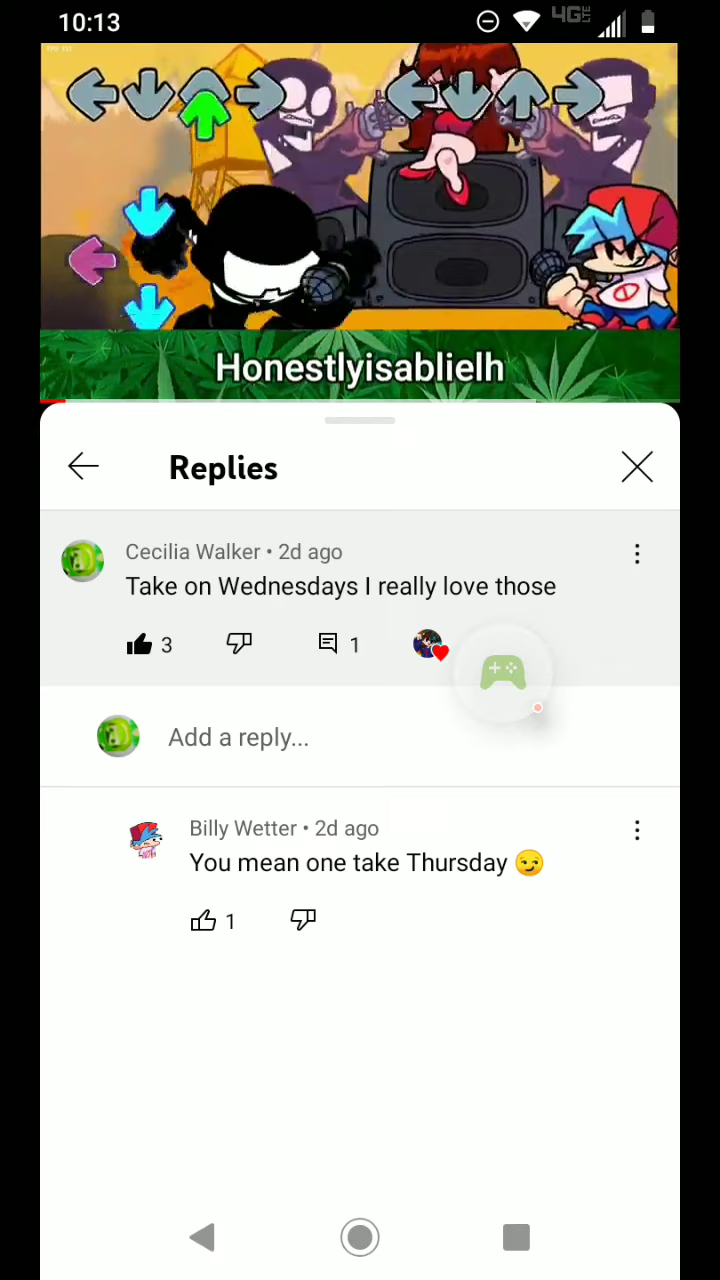 10:13
4G LTE
Honestlyisablielh
Replies
Cecilia Walker • 2d ago
Take on Wednesdays I really love those
3
1
Add a reply...
Billy Wetter • 2d ago
You mean one take Thursday 😏
1